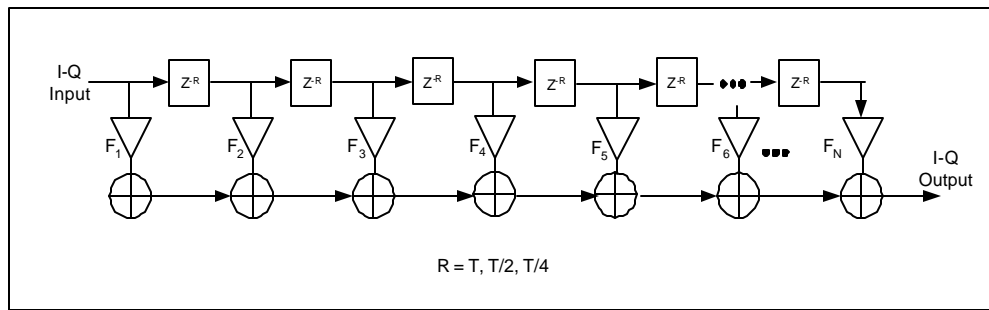 I-Q
Input
Z-R
Z-R
Z-R
Z-R
Z-R
Z-R
F1
F2
F3
F4
F5
F6
FN
I-Q
Output
R = T, T/2, T/4